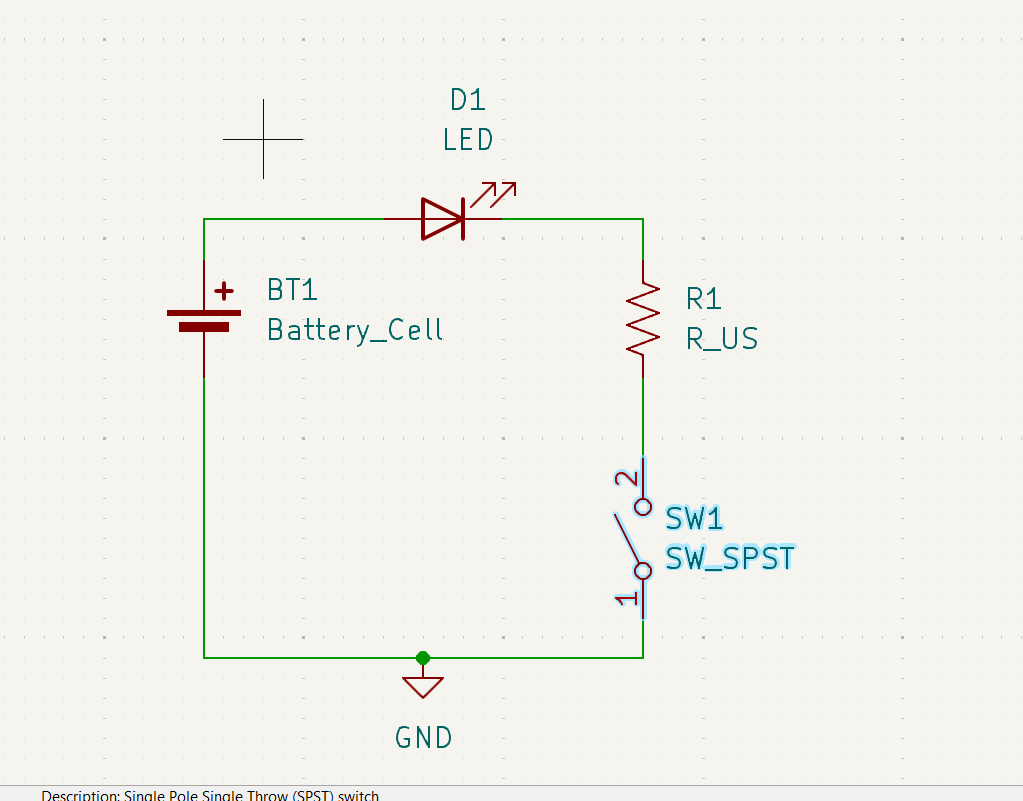 D1
LED
+
BT1
Battery_Cell
R1
R_US
2
SW1
SW_SPST
1
GND
Description: Single Pole Single Throw (SPST) switch